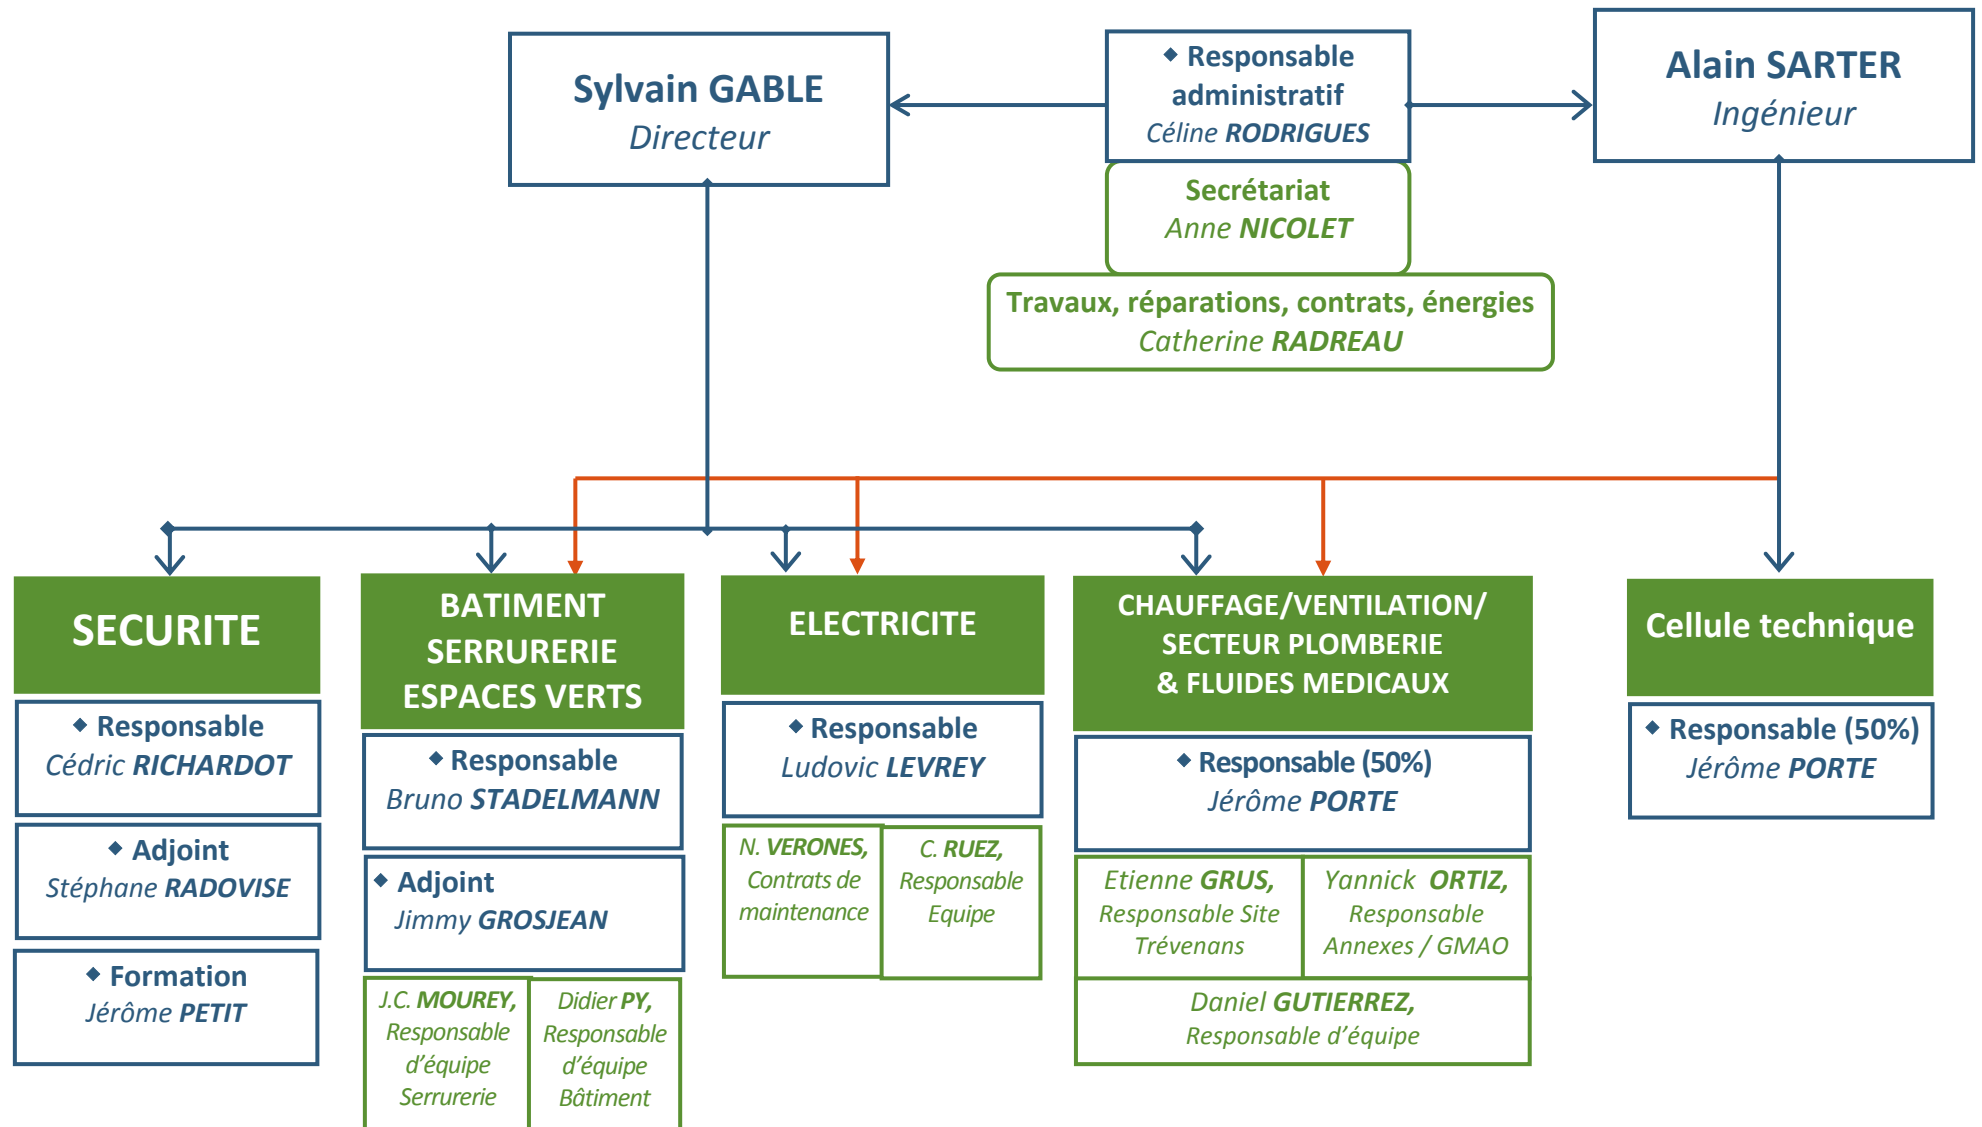 Sylvain GABLE
Directeur
◆ Responsable
administratif
Céline RODRIGUES
Alain SARTER
Ingénieur
Secrétariat
Anne NICOLET
Travaux, réparations, contrats, énergies
Catherine RADREAU
SECURITE
◆ Responsable
Cédric RICHARDOT
◆ Adjoint
Stéphane RADOVISE
◆ Formation
Jérôme PETIT
BATIMENT
SERRURERIE
ESPACES VERTS
◆ Responsable
Bruno STADELMANN
◆ Adjoint
Jimmy GROSJEAN
J.C. MOUREY,
Responsable
d’équipe
Serrurerie
Didier PY,
Responsable
d’équipe
Bâtiment
ELECTRICITE
◆ Responsable
Ludovic LEVREY
N. VERONES,
Contrats de
maintenance
C. RUEZ,
Responsable
Equipe
CHAUFFAGE/VENTILATION/
SECTEUR PLOMBERIE
& FLUIDES MEDICAUX
◆ Responsable (50%)
Jérôme PORTE
Etienne GRUS,
Responsable Site
Trévenans
Yannick ORTIZ,
Responsable
Annexes / GMAO
Daniel GUTIERREZ,
Responsable d’équipe
Cellule technique
◆ Responsable (50%)
Jérôme PORTE